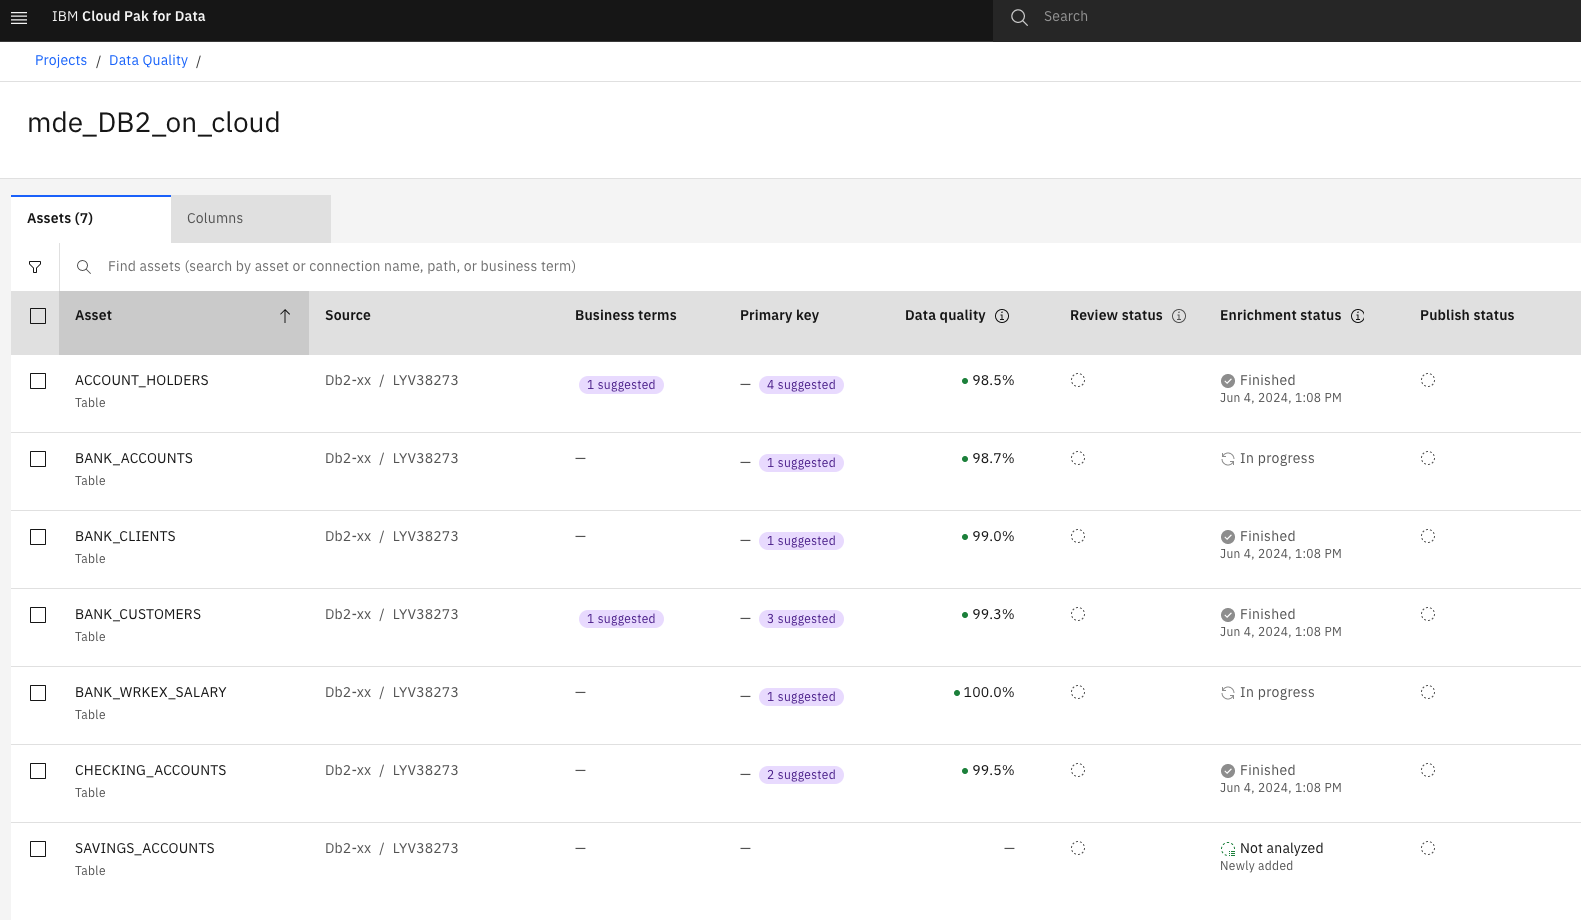 IBM Cloud Pak for Data
Search
Projects / Data Quality /
mde_DB2_on_cloud
Assets (7)
Columns
Find assets (search by asset or connection name, path, or business term)
Asset Source Business terms Primary key Data quality Review status Enrichment status Publish status
ACCOUNT_HOLDERS Db2-xx / LYV38273 1 suggested — 4 suggested 98.5% Finished
Table Jun 4, 2024, 1:08 PM
BANK_ACCOUNTS Db2-xx / LYV38273 — — 1 suggested 98.7% In progress
Table
BANK_CLIENTS Db2-xx / LYV38273 — — 1 suggested 99.0% Finished
Table Jun 4, 2024, 1:08 PM
BANK_CUSTOMERS Db2-xx / LYV38273 1 suggested — 3 suggested 99.3% Finished
Table Jun 4, 2024, 1:08 PM
BANK_WRKEX_SALARY Db2-xx / LYV38273 — — 1 suggested 100.0% In progress
Table
CHECKING_ACCOUNTS Db2-xx / LYV38273 — — 2 suggested 99.5% Finished
Table Jun 4, 2024, 1:08 PM
SAVINGS_ACCOUNTS Db2-xx / LYV38273 — — — Not analyzed
Table Newly added